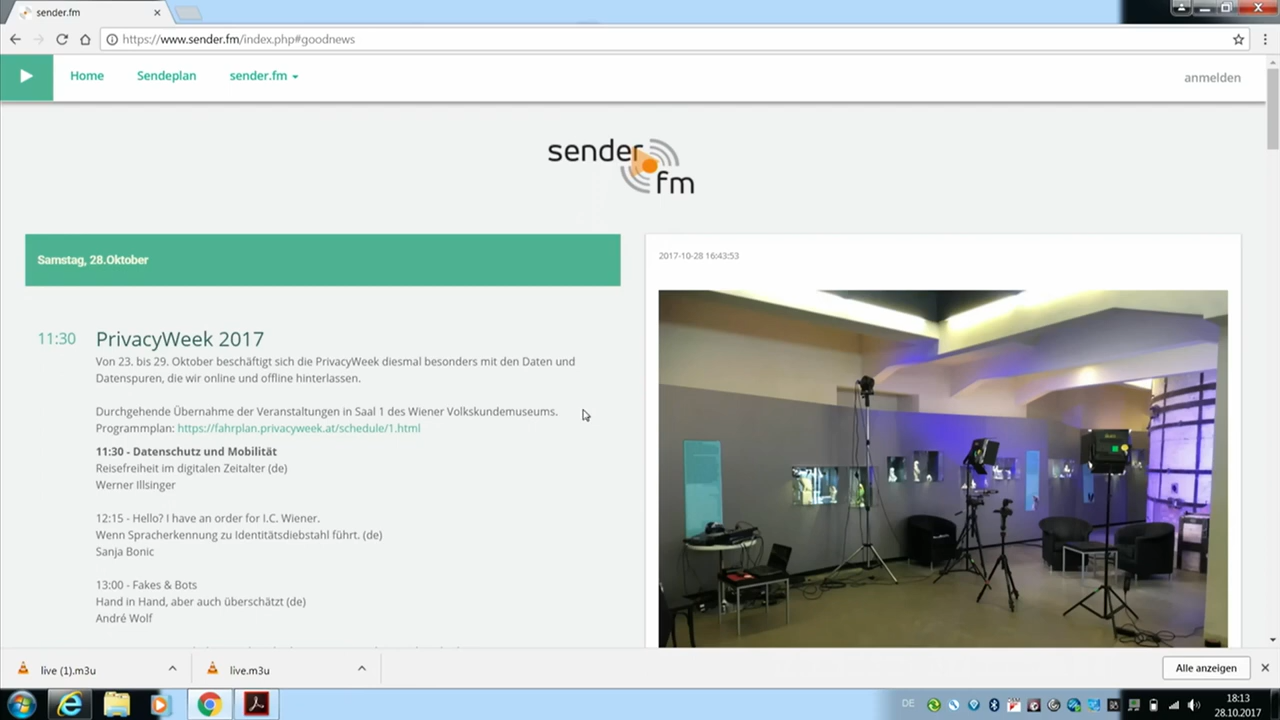 sender.fm
https://www.sender.fm/index.php#goodnews
Home
Sendeplan
sender.fm
anmelden
sender
fm
Samstag, 28.Oktober
2017-10-28 16:43:53
11:30
PrivacyWeek 2017
Von 23. bis 29. Oktober beschäftigt sich die PrivacyWeek diesmal besonders mit den Daten und
Datenspuren, die wir online und offline hinterlassen.
Durchgehende Übernahme der Veranstaltungen in Saal 1 des Wiener Volkskundemuseums.
Programmplan: https://fahrplan.privacyweek.at/schedule/1.html
11:30 - Datenschutz und Mobilität
Reisefreiheit im digitalen Zeitalter (de)
Werner Illsinger
12:15 - Hello? I have an order for I.C. Wiener.
Wenn Spracherkennung zu Identitätsdiebstahl führt. (de)
Sanja Bonic
13:00 - Fakes & Bots
Hand in Hand, aber auch überschätzt (de)
André Wolf
live (1).m3u
live.m3u
Alle anzeigen
DE
18:13
28.10.2017